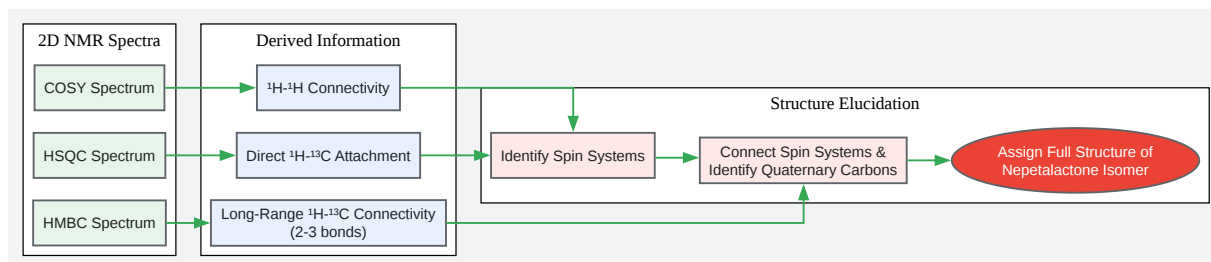 2D NMR Spectra
COSY Spectrum
HSQC Spectrum
HMBC Spectrum
Derived Information
¹H-¹H Connectivity
Direct ¹H-¹³C Attachment
Long-Range ¹H-¹³C Connectivity
(2-3 bonds)
Structure Elucidation
Identify Spin Systems
Connect Spin Systems &
Identify Quaternary Carbons
Assign Full Structure of
Nepetalactone Isomer